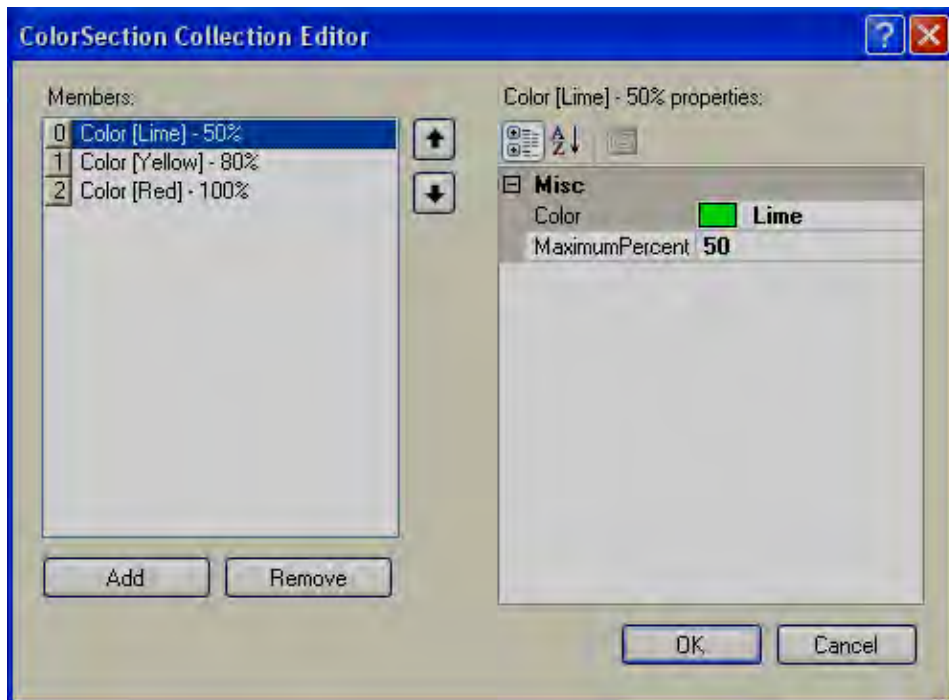 ColorSection Collection Editor
?
Members:
0 Color [Lime] - 50%
1 Color [Yellow] - 80%
2 Color [Red] - 100%
Add
Remove
Color [Lime] - 50% properties:
A
Z
Misc
Color Lime
MaximumPercent 50
OK
Cancel